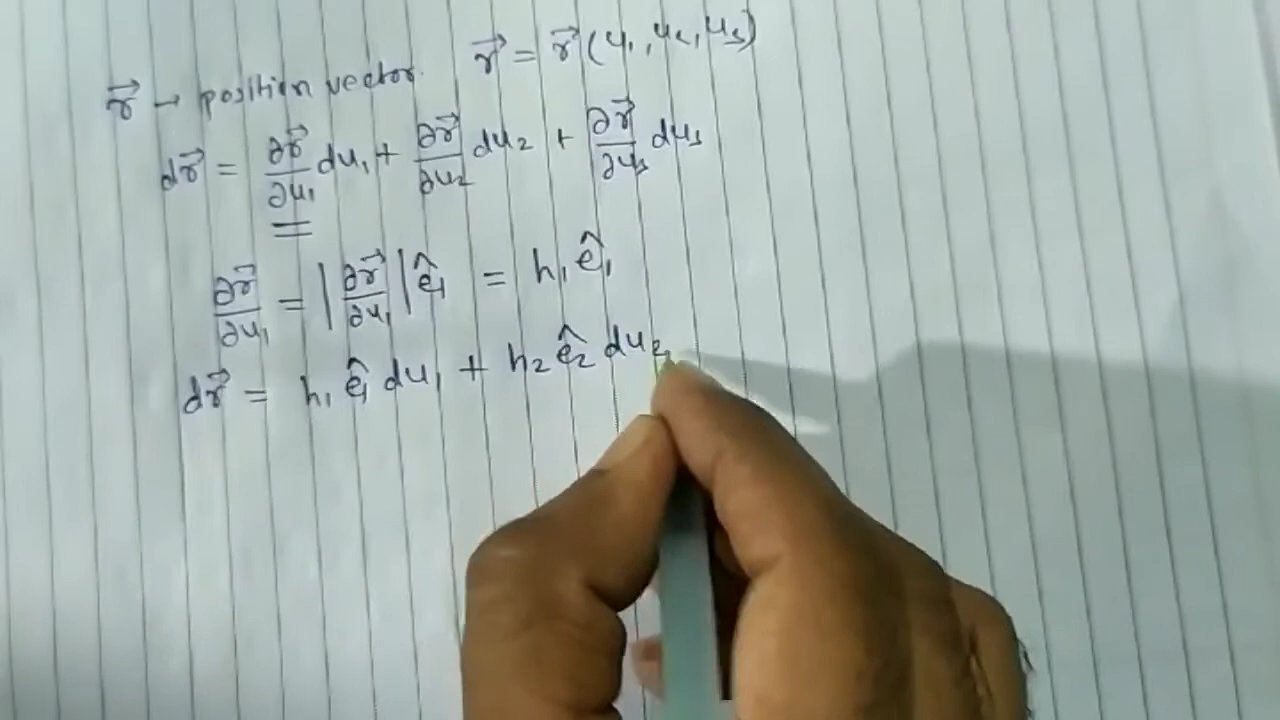 r⃗ → position vector. r⃗ = r⃗ (u₁, u₂, u₃)
dr⃗ = ∂r⃗/∂u₁ du₁ + ∂r⃗/∂u₂ du₂ + ∂r⃗/∂u₃ du₃
∂r⃗/∂u₁ = |∂r⃗/∂u₁| ê₁ = h₁ ê₁
dr⃗ = h₁ ê₁ du₁ + h₂ ê₂ du₂